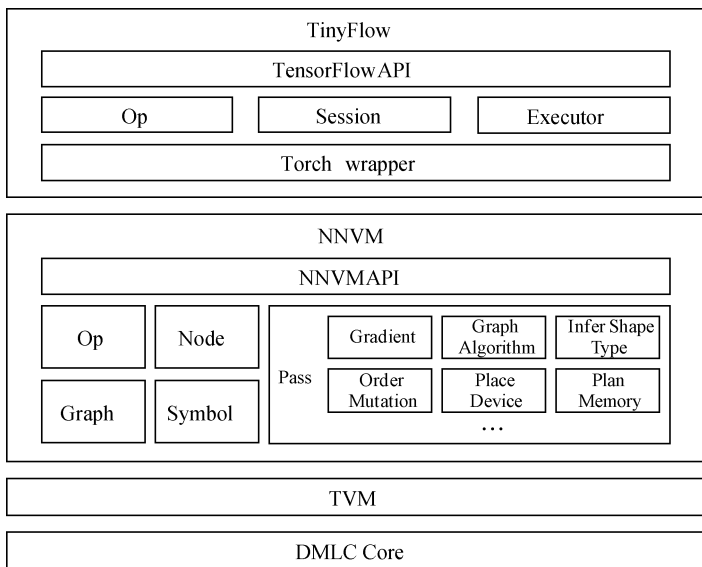 TinyFlow
TensorFlowAPI
Op Session Executor
Torch wrapper
NNVM
NNVMAPI
Op Node
Graph Symbol
Pass
Gradient
Graph
Algorithm
Infer Shape
Type
Order
Mutation
Place
Device
Plan
Memory
...
TVM
DMLC Core